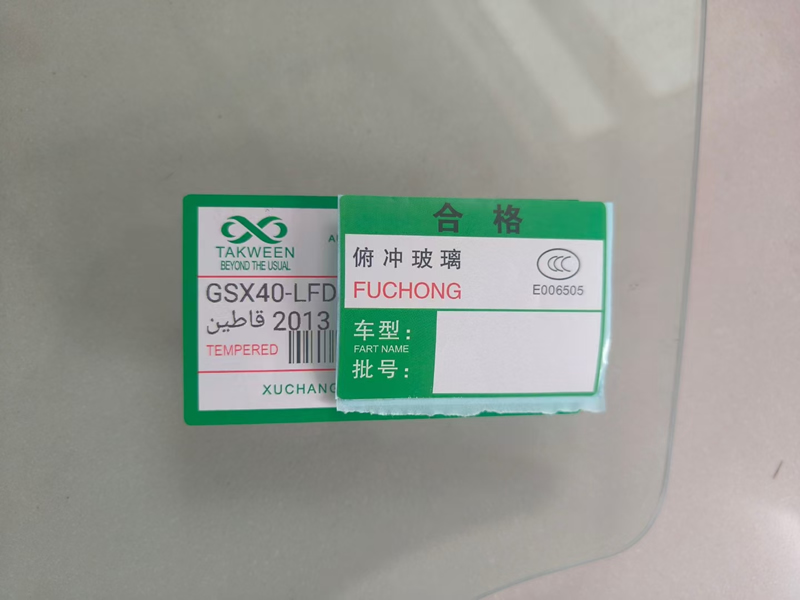 TAKWEEN
BEYOND THE USUAL
GSX40-LFD
2013 قاطين
TEMPERED
XUCHANG
合格
俯冲玻璃
FUCHONG
CCC
E006505
车型：
FART NAME
批号：